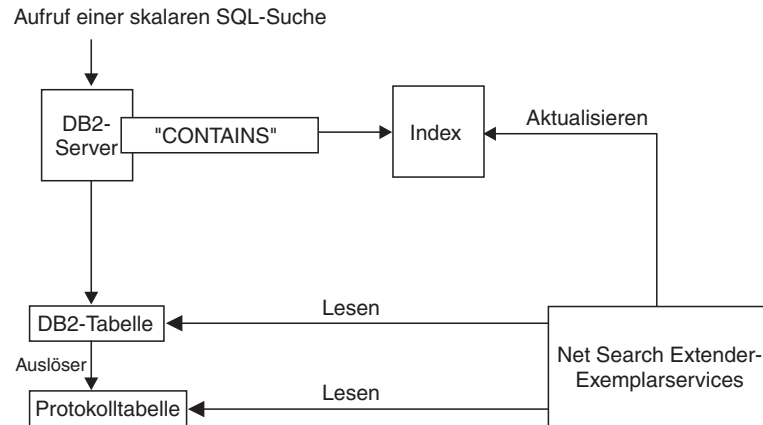 Aufruf einer skalaren SQL-Suche
DB2-
Server
"CONTAINS"
Index
Aktualisieren
DB2-Tabelle
Lesen
Net Search Extender-
Exemplarservices
Auslöser
Protokolltabelle
Lesen